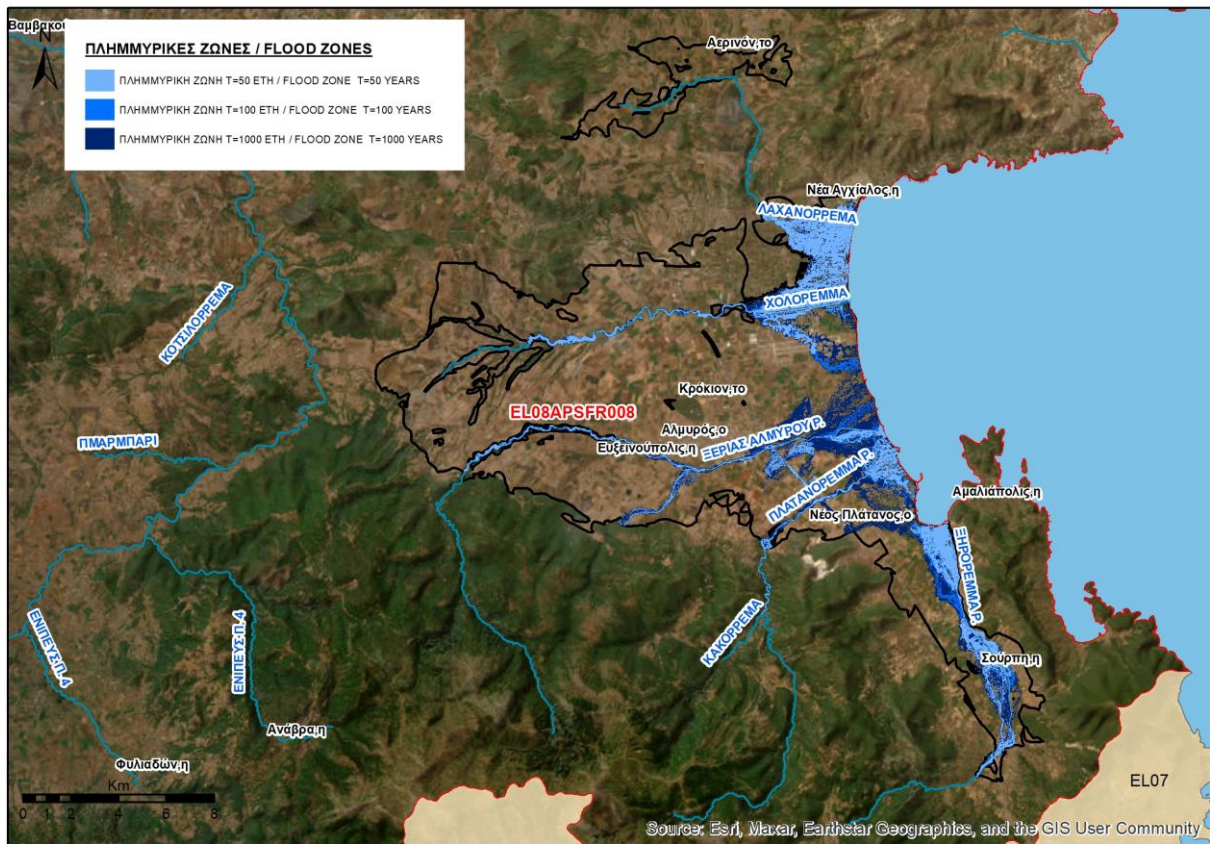 Βαμβακου
N
ΠΛΗΜΜΥΡΙΚΕΣ ΖΩΝΕΣ / FLOOD ZONES
ΠΛΗΜΜΥΡΙΚΗ ΖΩΝΗ T=50 ΕΤΗ / FLOOD ZONE T=50 YEARS
ΠΛΗΜΜΥΡΙΚΗ ΖΩΝΗ T=100 ΕΤΗ / FLOOD ZONE T=100 YEARS
ΠΛΗΜΜΥΡΙΚΗ ΖΩΝΗ T=1000 ΕΤΗ / FLOOD ZONE T=1000 YEARS
Αερινόν,το
Νέα Αγχίαλος,η
ΛΑΧΑΝΟΡΡΕΜΑ
ΧΟΛΟΡΕΜΜΑ
ΚΟΤΣΙΛΟΡΡΕΜΑ
Κρόκιον,το
EL08APSFR008
Αλμυρός,ο
Ευξεινούπολις,η
ΞΕΡΙΑΣ ΑΛΜΥΡΟΥ Ρ.
ΠΜΑΡΜΠΑΡΙ
ΠΛΑΤΑΝΟΡΕΜΜΑ Ρ.
Αμαλιάπολις,η
Νέος Πλάτανος,ο
ΞΗΡΟΡΕΜΜΑ Ρ.
ΚΑΚΟΡΡΕΜΑ
ΕΝΙΠΕΥΣ Π. 4
ΕΝΙΠΕΥΣ Π. 4
Σούρπη,η
Ανάβρα,η
Φυλιαδών,η
Km
0 1 2 4 6 8
EL07
Source: Esri, Maxar, Earthstar Geographics, and the GIS User Community